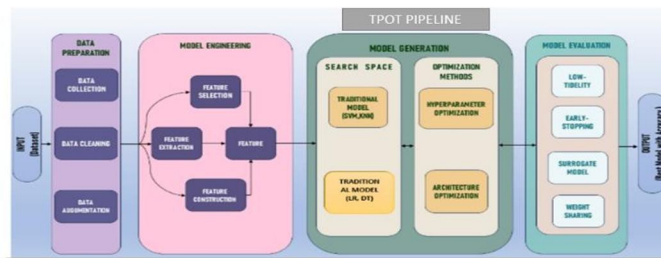 TPOT PIPELINE
DATA
PREPARATION
DATA
COLLECTION
DATA CLEANING
DATA
AUGUMENTATION
INPUT
(Dataset)
MODEL ENGINEERING
FEATURE
SELECTION
FEATURE
EXTRACTION
FEATURE
FEATURE
CONSTRUCTION
MODEL GENERATION
SEARCH SPACE
TRADITIONAL
MODEL
(SVM,KNN)
TRADITION
AL MODEL
(LR, DT)
OPTIMIZATION
METHODS
HYPERPARAMETER
OPTIMIZATION
ARCHITECTURE
OPTIMIZATION
MODEL EVALUATION
LOW-
FIDELITY
EARLY-
STOPPING
SURROGATE
MODEL
WEIGHT
SHARING
OUTPUT
(Best Model with Accuracy)